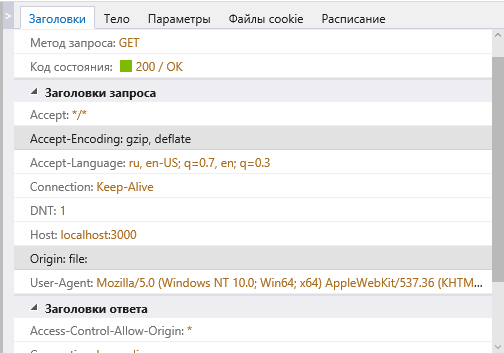 Заголовки Тело Параметры Файлы cookie Расписание
Метод запроса: GET
Код состояния: 200 / OK
Заголовки запроса
Accept: */*
Accept-Encoding: gzip, deflate
Accept-Language: ru, en-US; q=0.7, en; q=0.3
Connection: Keep-Alive
DNT: 1
Host: localhost:3000
Origin: file:
User-Agent: Mozilla/5.0 (Windows NT 10.0; Win64; x64) AppleWebKit/537.36 (KHTM...
Заголовки ответа
Access-Control-Allow-Origin: *